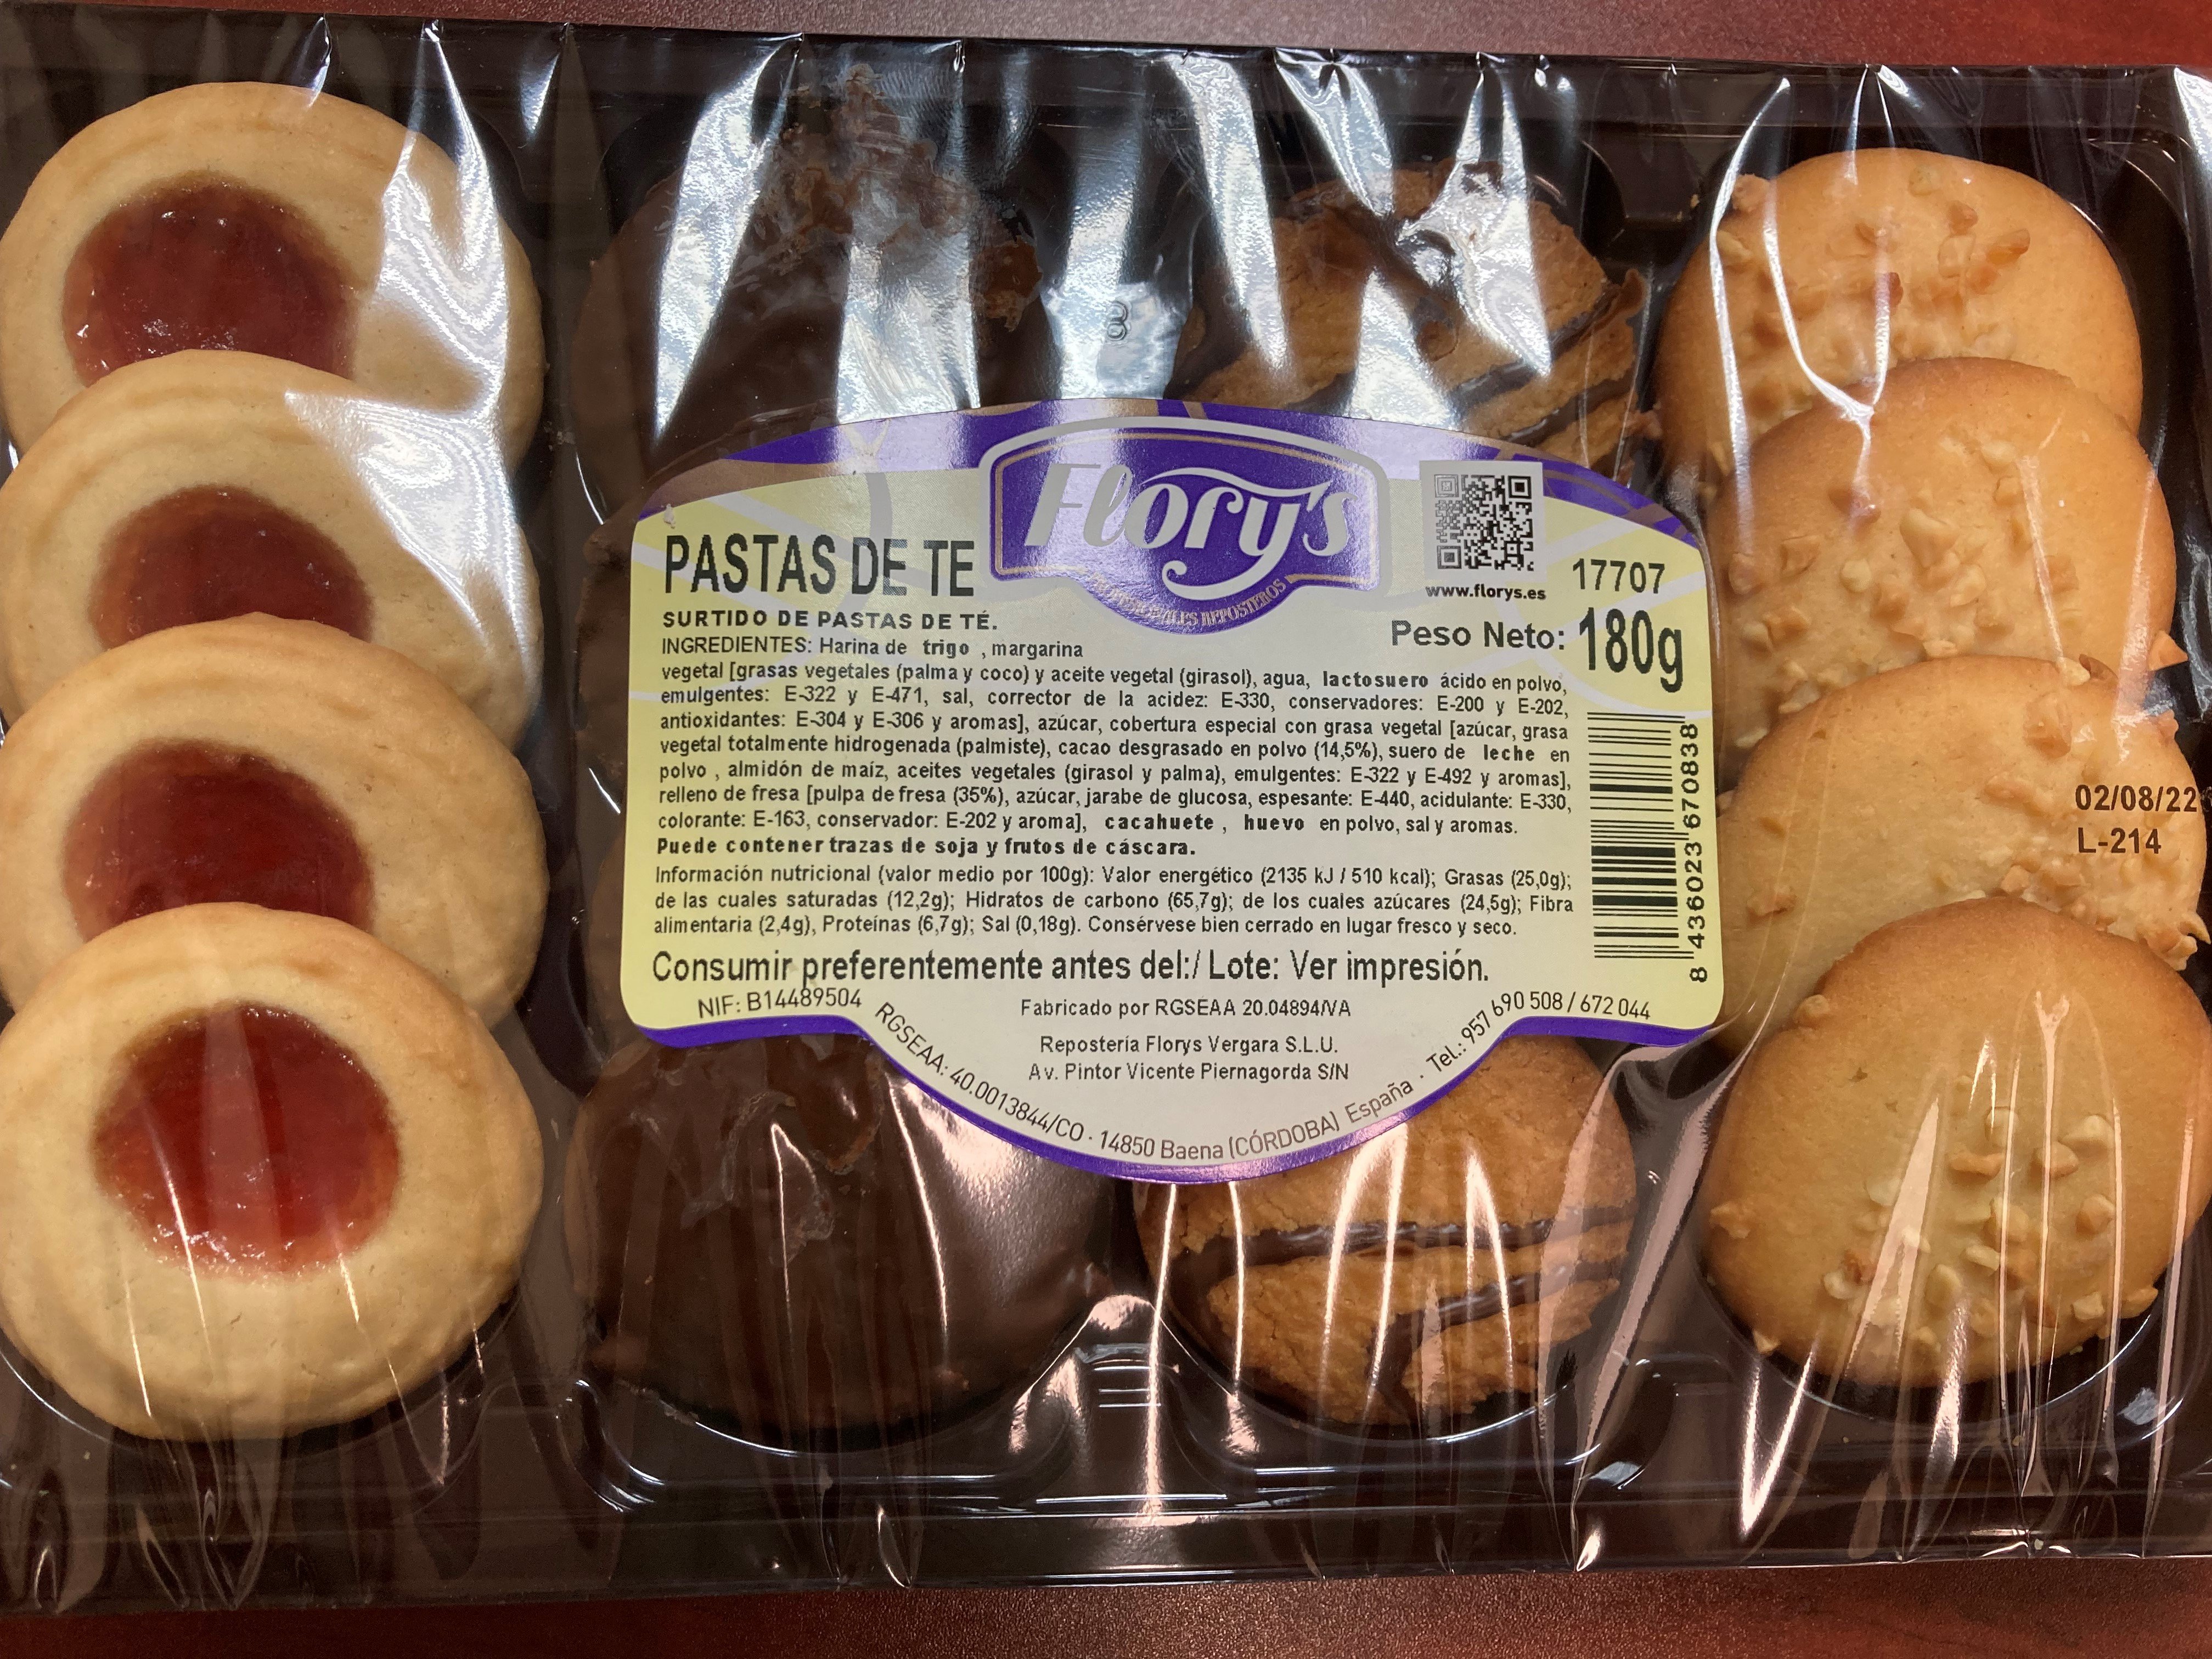 Flory's
PROFESIONALES REPOSTEROS
PASTAS DE TE
SURTIDO DE PASTAS DE TÉ.
www.florys.es
17707
Peso Neto: 180g
INGREDIENTES: Harina de trigo , margarina
vegetal [grasas vegetales (palma y coco) y aceite vegetal (girasol), agua, lactosuero ácido en polvo,
emulgentes: E-322 y E-471, sal, corrector de la acidez: E-330, conservadores: E-200 y E-202,
antioxidantes: E-304 y E-306 y aromas], azúcar, cobertura especial con grasa vegetal [azúcar, grasa
vegetal totalmente hidrogenada (palmiste), cacao desgrasado en polvo (14,5%), suero de leche en
polvo , almidón de maíz, aceites vegetales (girasol y palma), emulgentes: E-322 y E-492 y aromas],
relleno de fresa [pulpa de fresa (35%), azúcar, jarabe de glucosa, espesante: E-440, acidulante: E-330,
colorante: E-163, conservador: E-202 y aroma], cacahuete , huevo en polvo, sal y aromas.
Puede contener trazas de soja y frutos de cáscara.
Información nutricional (valor medio por 100g): Valor energético (2135 kJ / 510 kcal); Grasas (25,0g);
de las cuales saturadas (12,2g); Hidratos de carbono (65,7g); de los cuales azúcares (24,5g); Fibra
alimentaria (2,4g), Proteínas (6,7g); Sal (0,18g). Consérvese bien cerrado en lugar fresco y seco.
Consumir preferentemente antes del:/ Lote: Ver impresión.
8 436023 670838
02/08/22
L-214
NIF: B14489504
Fabricado por RGSEAA 20.04894/VA
Repostería Florys Vergara S.L.U.
Av. Pintor Vicente Piernagorda S/N
RGSEAA: 40.0013844/CO · 14850 Baena (CÓRDOBA) España · Tel.: 957 690 508 / 672 044
8